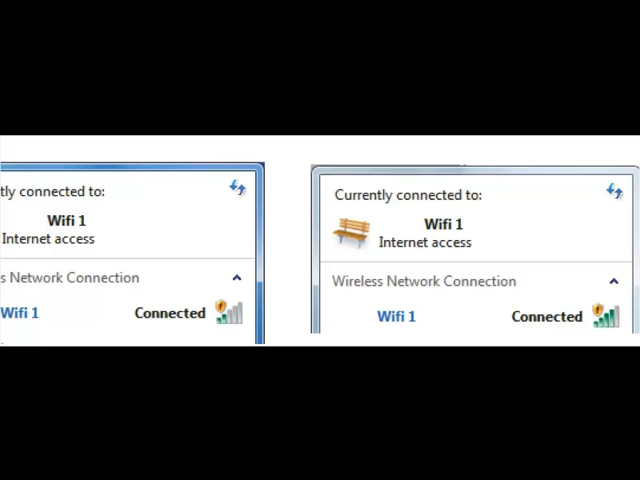 tly connected to:
Wifi 1
Internet access
s Network Connection
Wifi 1 Connected
Currently connected to:
Wifi 1
Internet access
Wireless Network Connection
Wifi 1 Connected